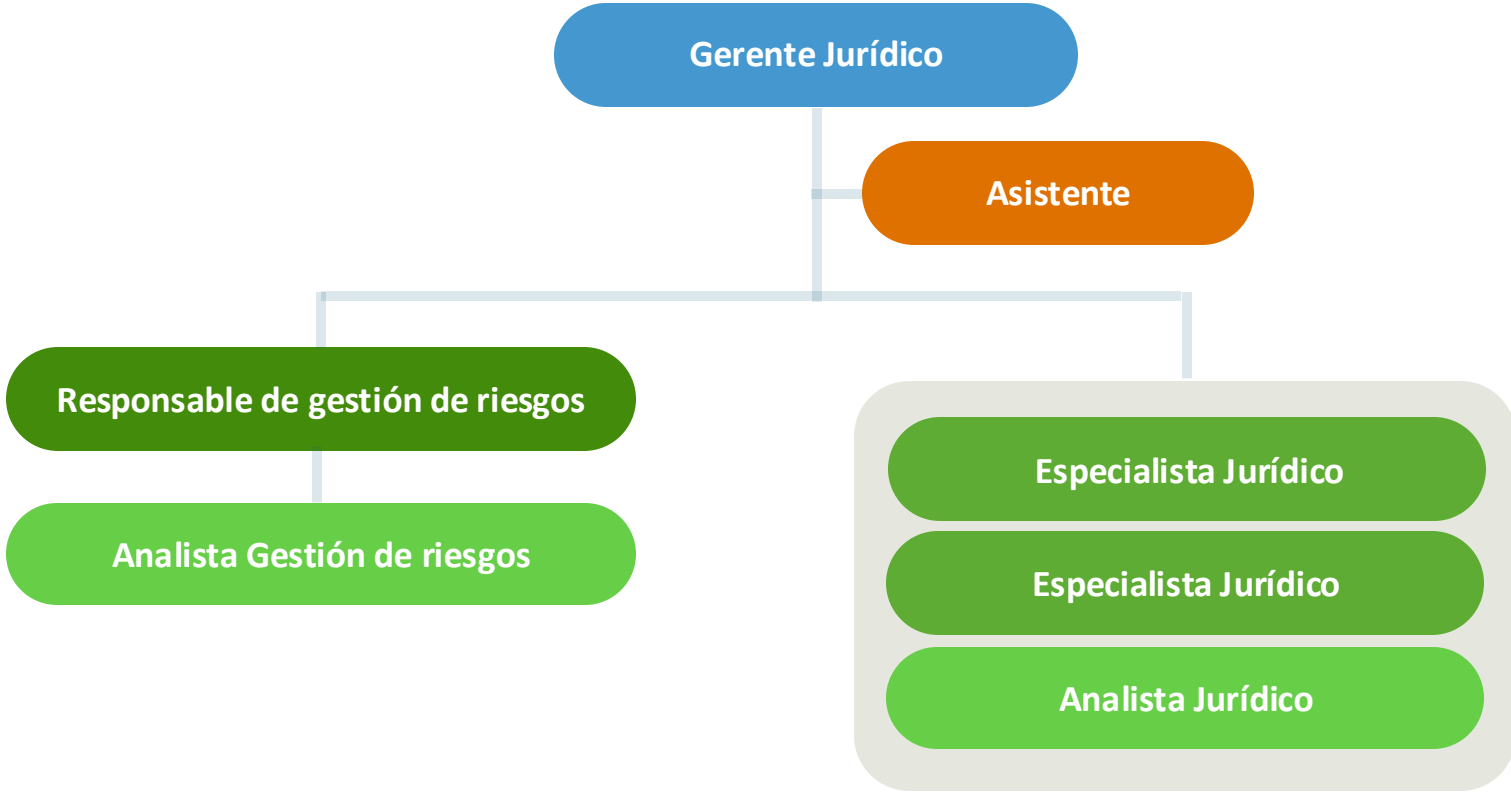 Gerente Jurídico
Asistente
Responsable de gestión de riesgos
Analista Gestión de riesgos
Especialista Jurídico
Especialista Jurídico
Analista Jurídico